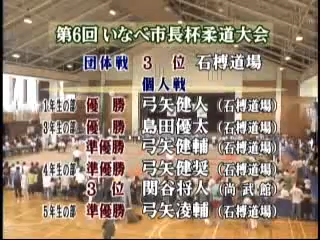 第6回 いなべ市長杯柔道大会
団体戦 3 位 石榑道場
個人戦
1年生の部 優勝 弓矢健人(石榑道場)
3年生の部 優勝 島田優太(石榑道場)
準優勝 弓矢健輔(石榑道場)
4年生の部 準優勝 弓矢健奨(石榑道場)
3 位 関谷将人(尚武館)
5年生の部 準優勝 弓矢凌輔(石榑道場)